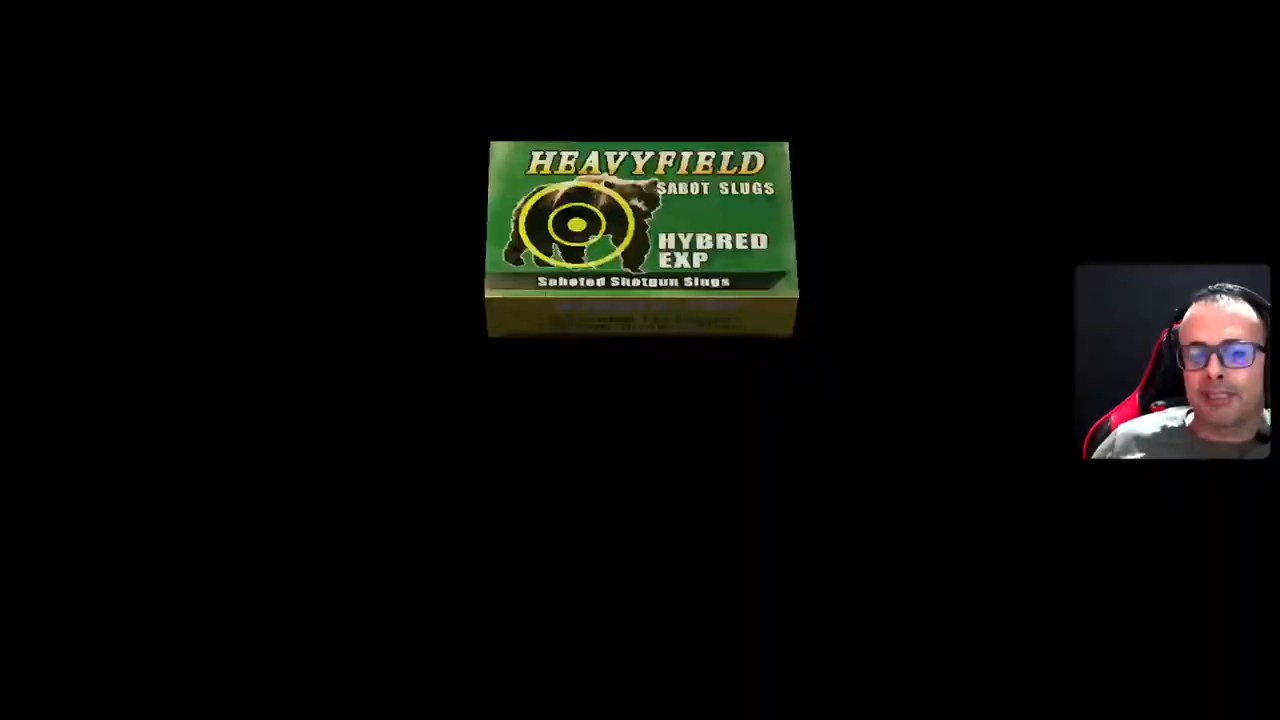 HEAVYFIELD
SABOT SLUGS
HYBRED
EXP
Saboted Shotgun Slugs